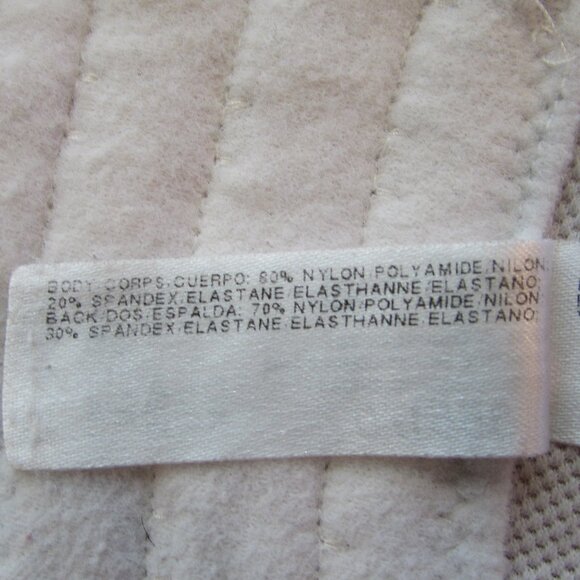 BODY/CORPS/CUERPO: 80% NYLON/POLYAMIDE/NILON
20% SPANDEX/ELASTANE/ELASTHANNE/ELASTANO
BACK/DOS/ESPALDA: 70% NYLON/POLYAMIDE/NILON
30% SPANDEX/ELASTANE/ELASTHANNE/ELASTANO